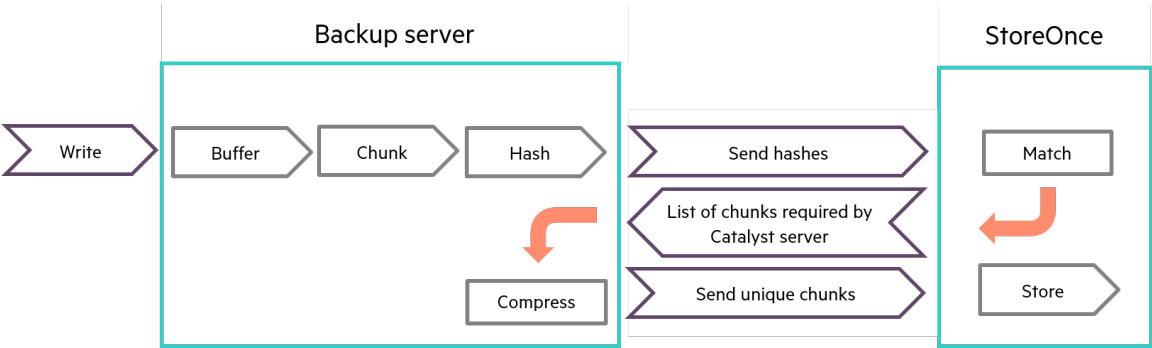 Backup server
StoreOnce
Write
Buffer
Chunk
Hash
Send hashes
Match
List of chunks required by
Catalyst server
Compress
Send unique chunks
Store